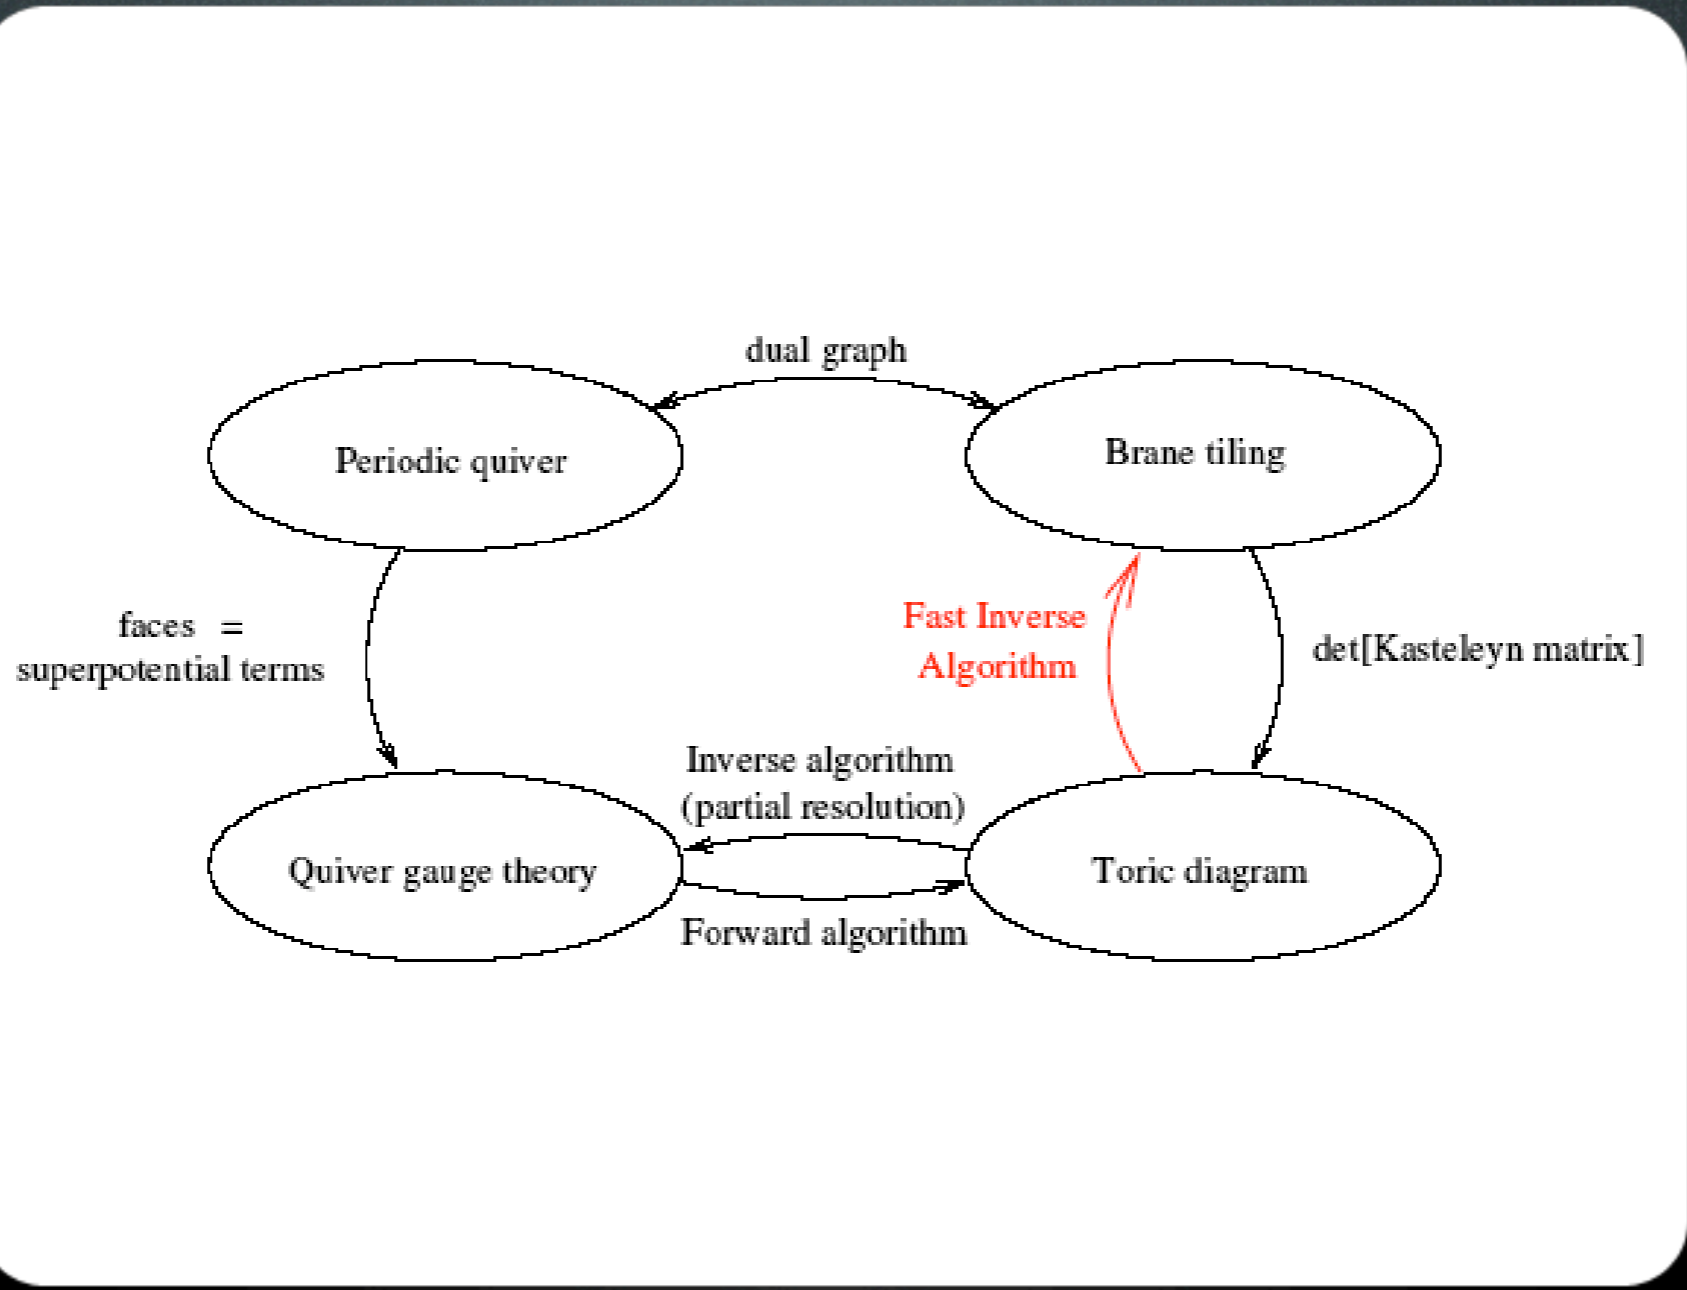 dual graph
Periodic quiver
Brane tiling
faces =
superpotential terms
Fast Inverse
Algorithm
det[Kasteleyn matrix]
Inverse algorithm
(partial resolution)
Quiver gauge theory
Toric diagram
Forward algorithm